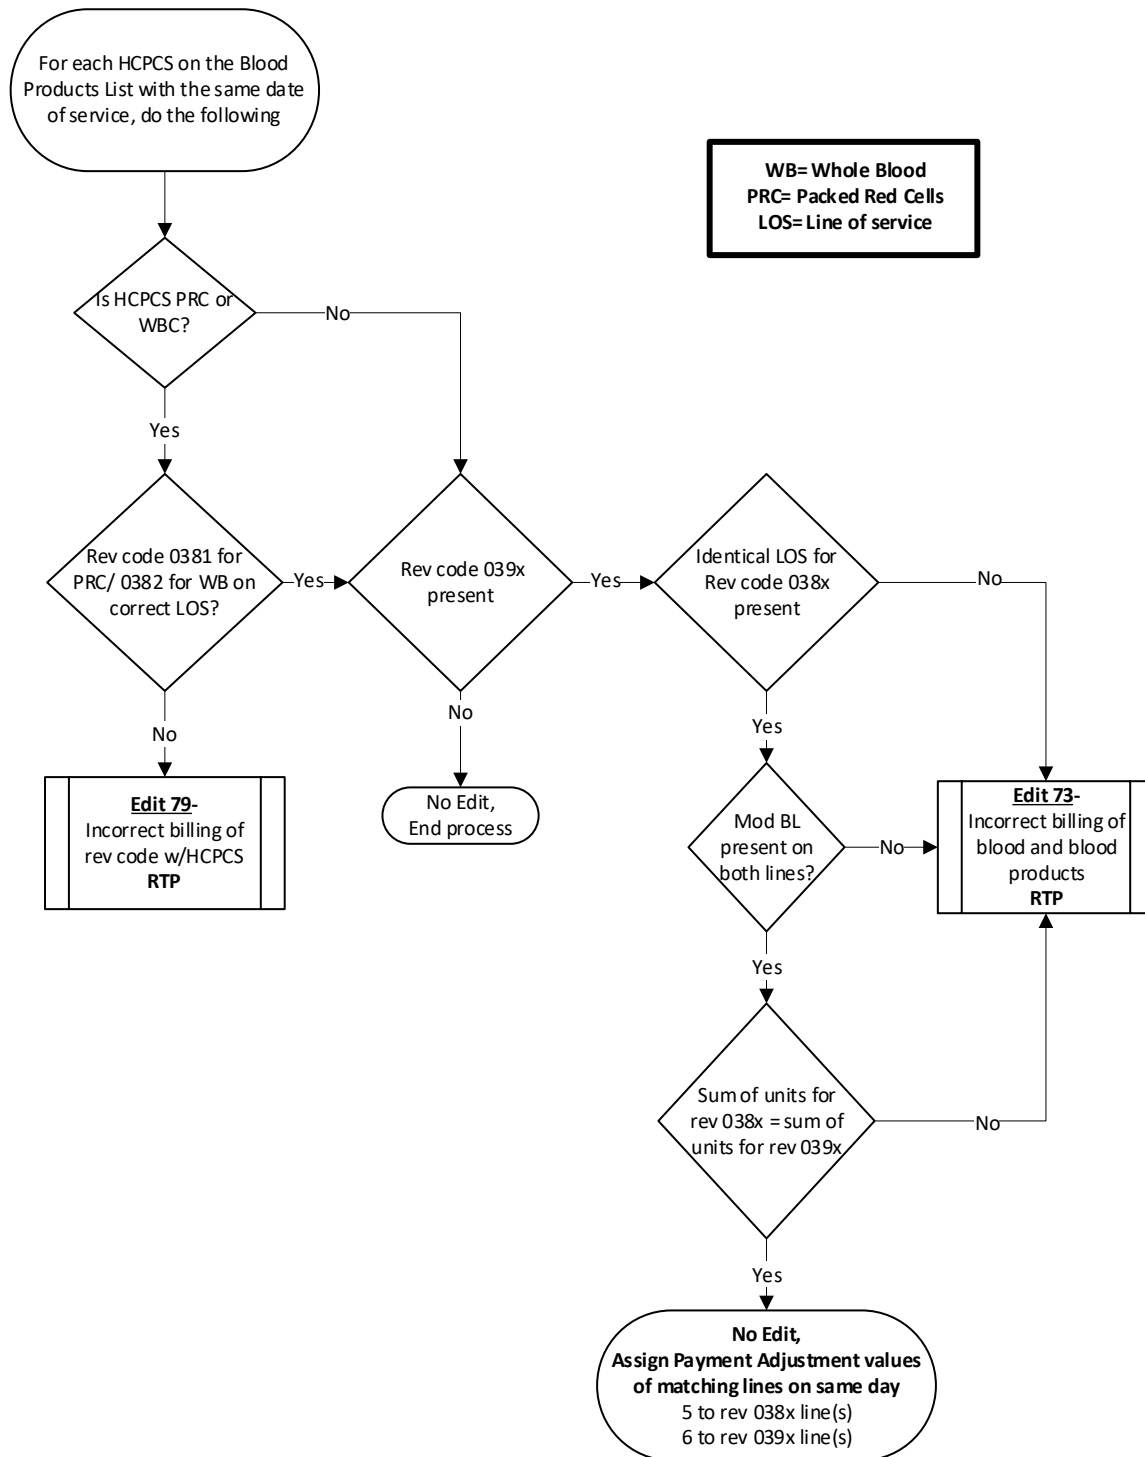 For each HCPCS on the Blood
Products List with the same date
of service, do the following
WB= Whole Blood
PRC= Packed Red Cells
LOS= Line of service
Is HCPCS PRC or
WBC?
No
Yes
Rev code 0381 for
PRC/ 0382 for WB on
correct LOS?
Yes
Rev code 039x
present
Yes
Identical LOS for
Rev code 038x
present
No
No
No
Yes
Edit 79-
Incorrect billing of
rev code w/HCPCS
RTP
No Edit,
End process
Mod BL
present on
both lines?
No
Edit 73-
Incorrect billing of
blood and blood
products
RTP
Yes
Sum of units for
rev 038x = sum of
units for rev 039x
No
Yes
No Edit,
Assign Payment Adjustment values
of matching lines on same day
5 to rev 038x line(s)
6 to rev 039x line(s)